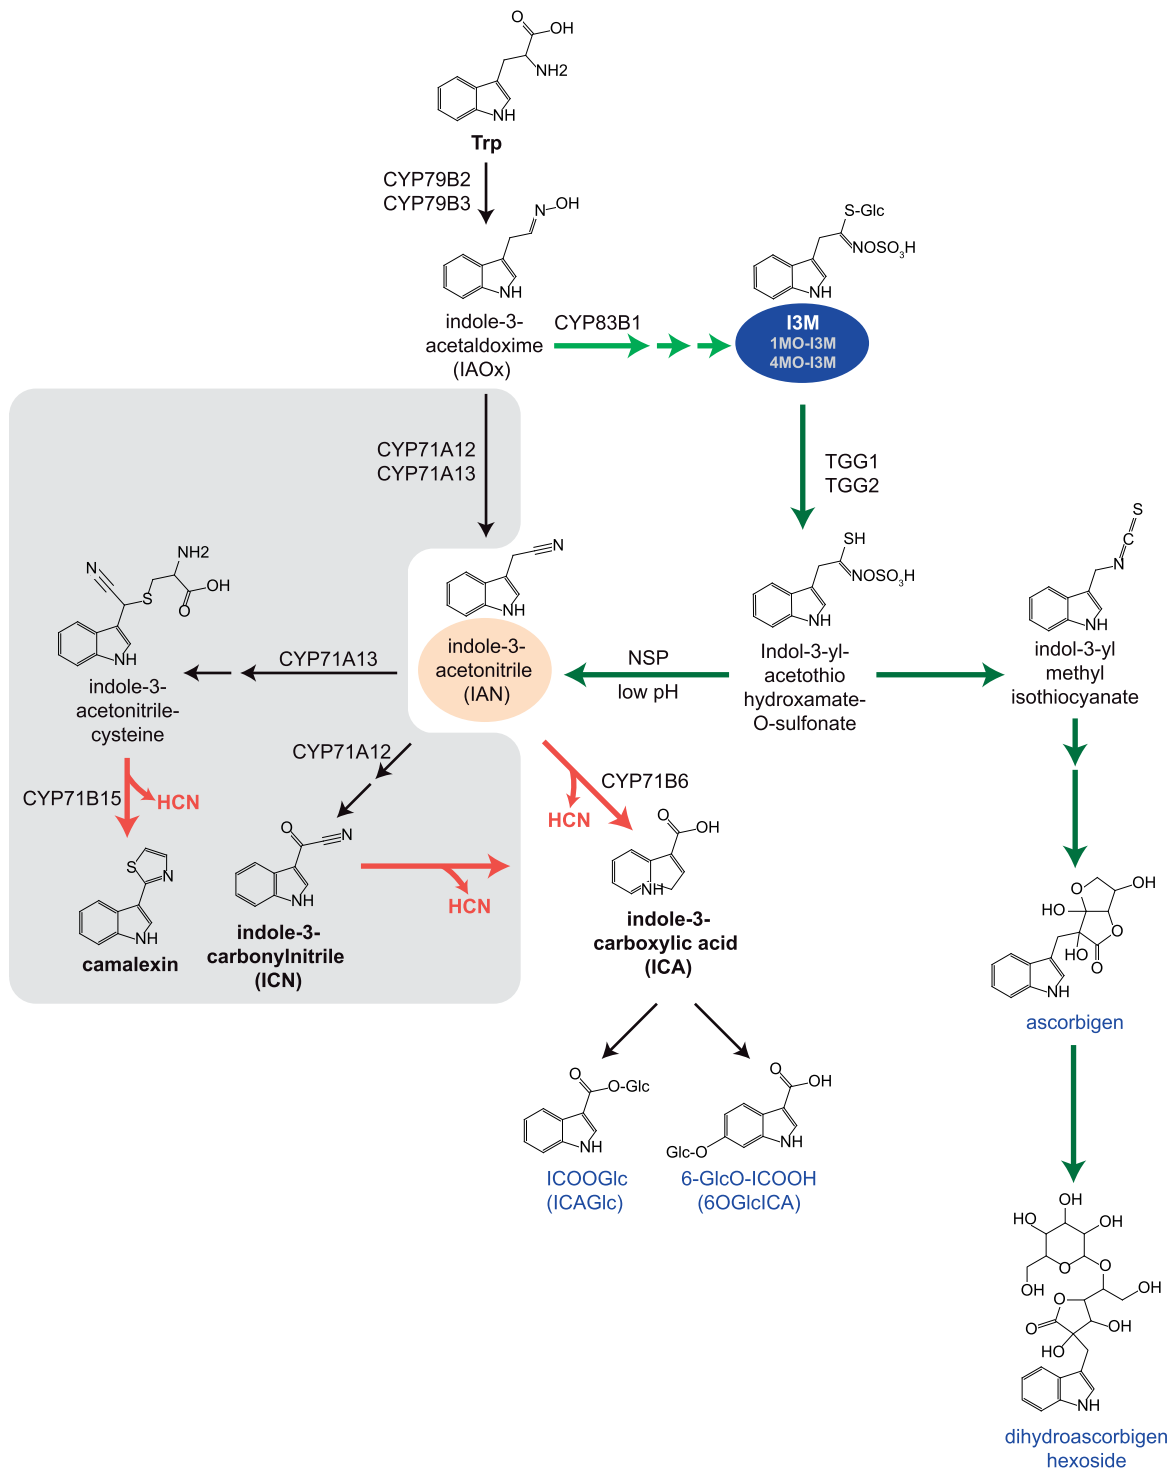 O
OH
NH2
NH
Trp
CYP79B2
CYP79B3
N
OH
NH
indole-3-
acetaldoxime
(IAOx)
CYP83B1
S-Glc
NOSO3H
NH
I3M
1MO-I3M
4MO-I3M
CYP71A12
CYP71A13
TGG1
TGG2
N
NH2
OH
S
O
NH
indole-3-
acetonitrile-
cysteine
CYP71A13
N
NH
indole-3-
acetonitrile
(IAN)
NSP
low pH
SH
NOSO3H
NH
Indol-3-yl-
acetothio
hydroxamate-
O-sulfonate
S
C
N
NH
indol-3-yl
methyl
isothiocyanate
CYP71B15
HCN
CYP71A12
CYP71B6
HCN
S
N
NH
camalexin
O
N
NH
indole-3-
carbonylnitrile
(ICN)
HCN
O
OH
NH
indole-3-
carboxylic acid
(ICA)
O
OH
HO
O
HO
O
NH
ascorbigen
O
O-Glc
NH
ICOOGlc
(ICAGlc)
O
OH
Glc-O
NH
6-GlcO-ICOOH
(6OGlcICA)
OH
HO
OH
O
O
OH
OH
O
O
OH
HO
NH
dihydroascorbigen
hexoside